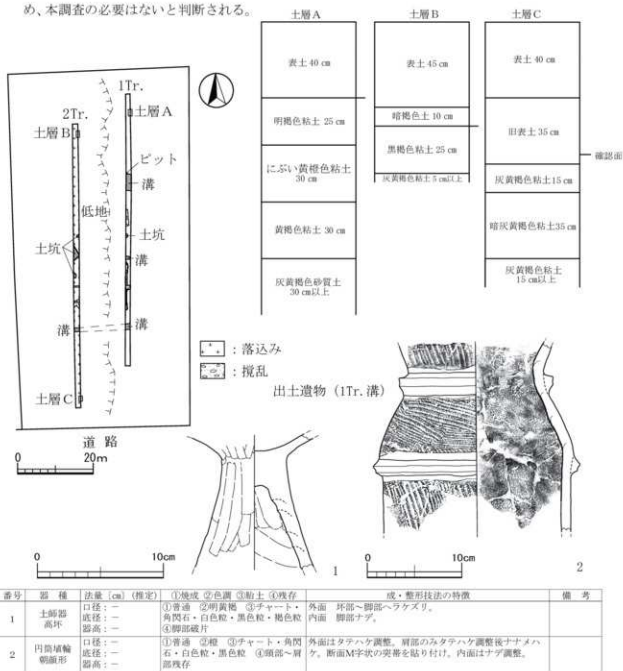 め、本調査の必要はないと判断される。
土層A
表土 40 cm
明褐色粘土 25 cm
にぶい黄橙色粘土
30 cm
黄褐色粘土 30 cm
灰黄褐色砂質土
30 cm以上
土層B
表土 45 cm
暗褐色土 10 cm
黒褐色粘土 25 cm
灰黄褐色粘土 5 cm以上
土層C
表土 40 cm
旧表土 35 cm
灰黄褐色粘土15 cm
暗灰黄褐色粘土35 cm
灰黄褐色粘土
15 cm以上
確認面
1Tr.
2Tr.
土層A
土層B
ピット
溝
低地
土坑
土坑
溝
溝
溝
土層C
道 路
0 20m
:落込み
:撹乱
出土遺物(1Tr.溝)
0 10cm
1
0 10cm
2
番号 器 種 法量[cm](推定) ①焼成 ②色調 ③胎土 ④残存 成・整形技法の特徴 備 考
1 土師器
高坏
口径:-
底径:-
器高:-
①普通 ②明黄褐 ③チャート・
角閃石・白色粒・黒色粒・褐色粒
④脚部破片
外面 坏部~脚部ヘラケズリ。
内面 脚部ナデ。
2 円筒埴輪
朝顔形
口径:-
底径:-
器高:-
①普通 ②橙 ③チャート・角閃
石・白色粒・黒色粒 ④頸部~肩
部残存
外面はタテハケ調整。肩部のみタテハケ調整後ナナメハ
ケ。断面M字状の突帯を貼り付け。内面はナデ調整。